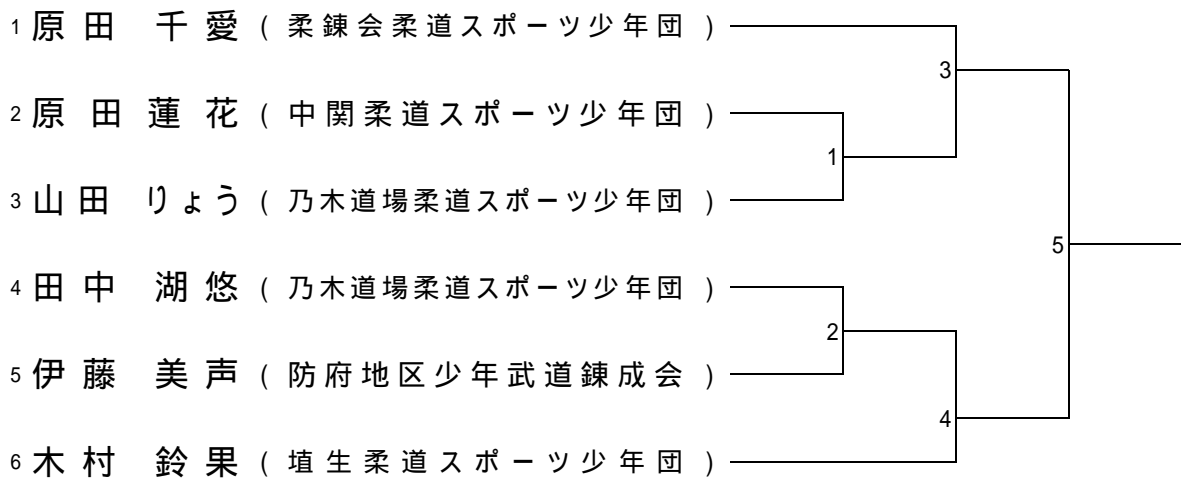 1 原田 千愛 ( 柔錬会柔道スポーツ少年団 )
3
2 原田蓮花 ( 中関柔道スポーツ少年団 )
1
3 山田 りょう ( 乃木道場柔道スポーツ少年団 )
5
4 田中 湖悠 ( 乃木道場柔道スポーツ少年団 )
2
5 伊藤 美声 ( 防府地区少年武道錬成会 )
4
6 木村 鈴果 ( 埴生柔道スポーツ少年団 )